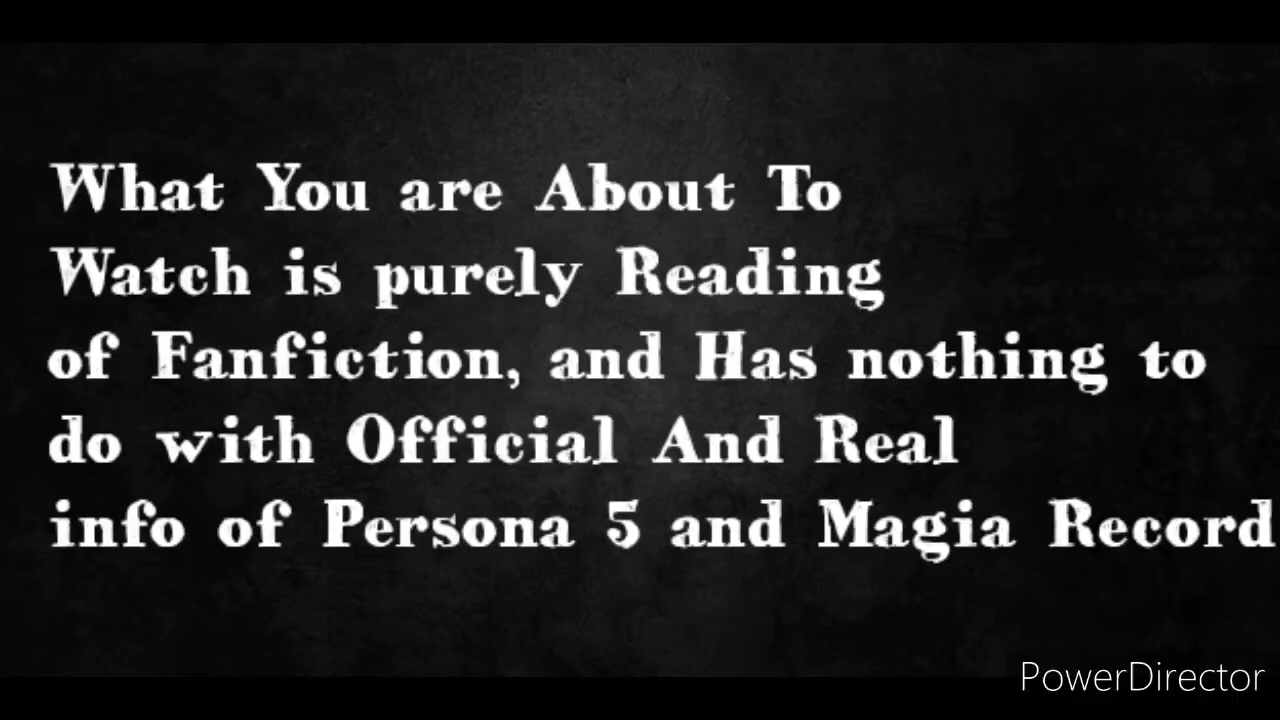 What You are About To
Watch is purely Reading
of Fanfiction, and Has nothing to
do with Official And Real
info of Persona 5 and Magia Record
PowerDirector